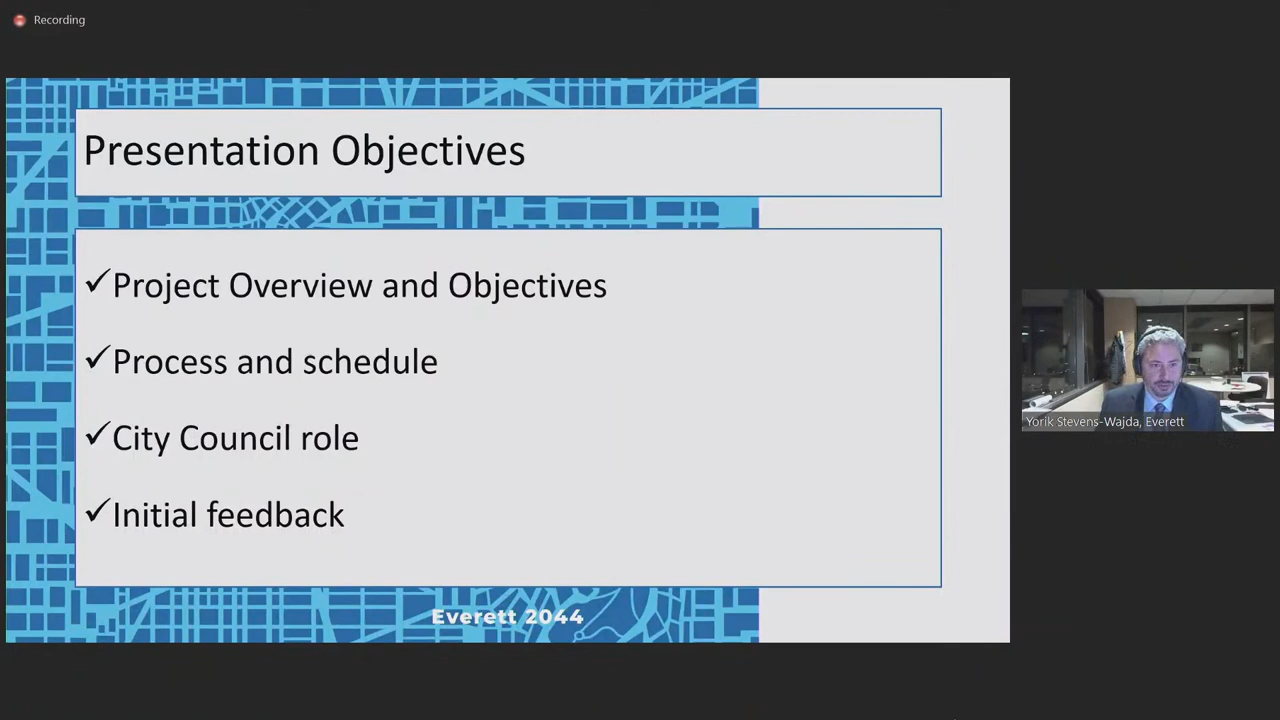 Recording
Presentation Objectives
✓Project Overview and Objectives
✓Process and schedule
✓City Council role
✓Initial feedback
Yorik Stevens-Wajda, Everett
Everett 2044